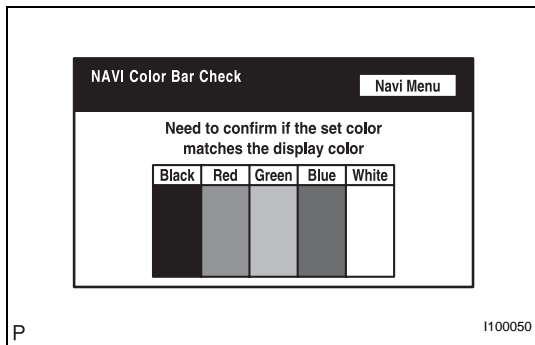 NAVI Color Bar Check
Navi Menu
Need to confirm if the set color
matches the display color
Black Red Green Blue White
P
I100050